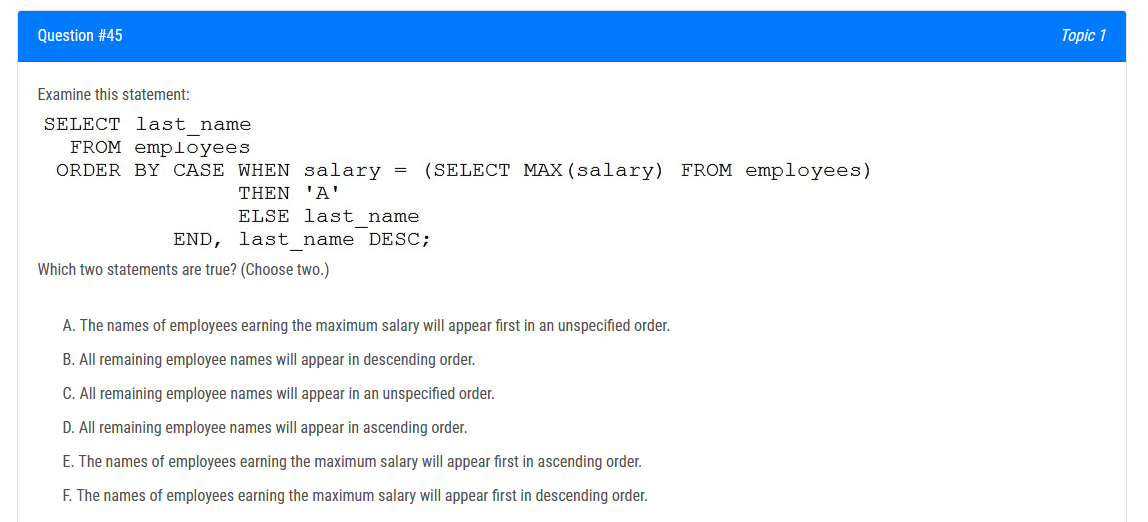 Question #45
Topic 1
Examine this statement:
SELECT last_name
FROM employees
ORDER BY CASE WHEN salary = (SELECT MAX(salary) FROM employees)
THEN 'A'
ELSE last_name
END, last_name DESC;
Which two statements are true? (Choose two.)
A. The names of employees earning the maximum salary will appear first in an unspecified order.
B. All remaining employee names will appear in descending order.
C. All remaining employee names will appear in an unspecified order.
D. All remaining employee names will appear in ascending order.
E. The names of employees earning the maximum salary will appear first in ascending order.
F. The names of employees earning the maximum salary will appear first in descending order.